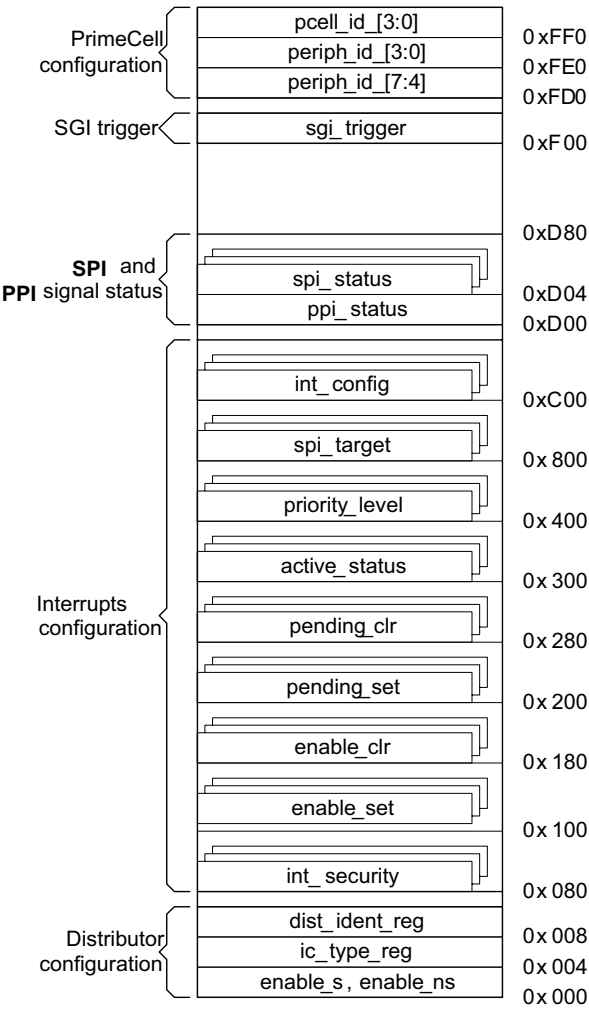 PrimeCell
configuration
pcell_id_[3:0]
0xFF0
periph_id_[3:0]
0xFE0
periph_id_[7:4]
0xFD0
SGI trigger
sgi_trigger
0xF00
0xD80
SPI and
PPI signal status
spi_status
0xD04
ppi_status
0xD00
Interrupts
configuration
int_config
0xC00
spi_target
0x800
priority_level
0x400
active_status
0x300
pending_clr
0x280
pending_set
0x200
enable_clr
0x180
enable_set
0x100
int_security
0x080
Distributor
configuration
dist_ident_reg
0x008
ic_type_reg
0x004
enable_s, enable_ns
0x000